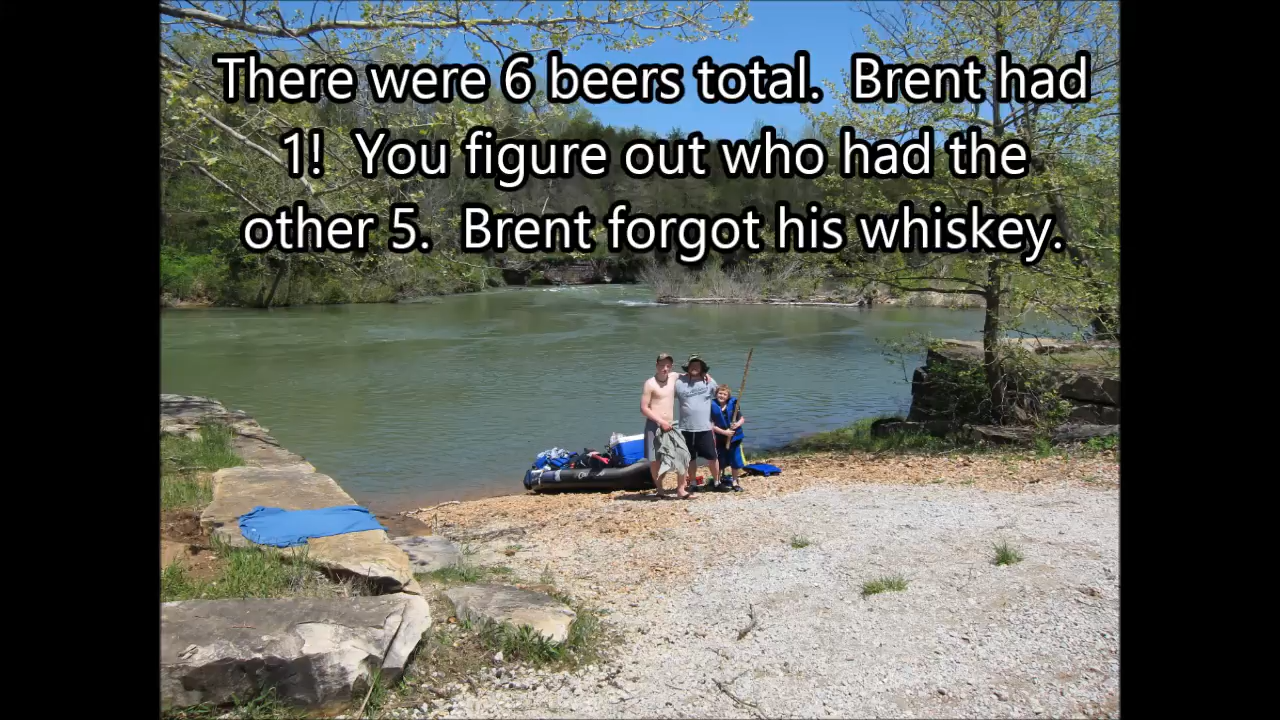 There were 6 beers total.  Brent had
1!  You figure out who had the
other 5.  Brent forgot his whiskey.